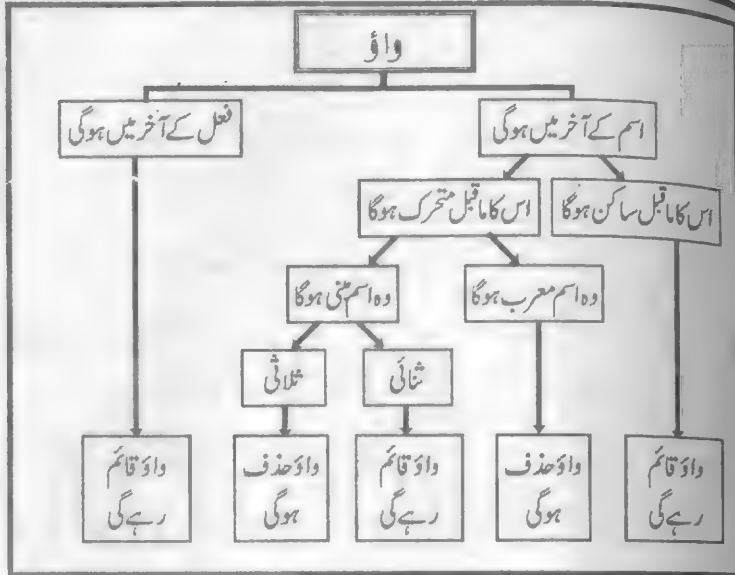 واؤ
اسم کے آخر میں ہوگی
فعل کے آخر میں ہوگی
اس کا ماقبل ساکن ہوگا
اس کا ماقبل متحرک ہوگا
وہ اسم معرب ہوگا
وہ اسم مبنی ہوگا
ثنائی
ثلاثی
واؤ قائم
رہے گی
واؤ حذف
ہوگی
واؤ قائم
رہے گی
واؤ حذف
ہوگی
واؤ قائم
رہے گی